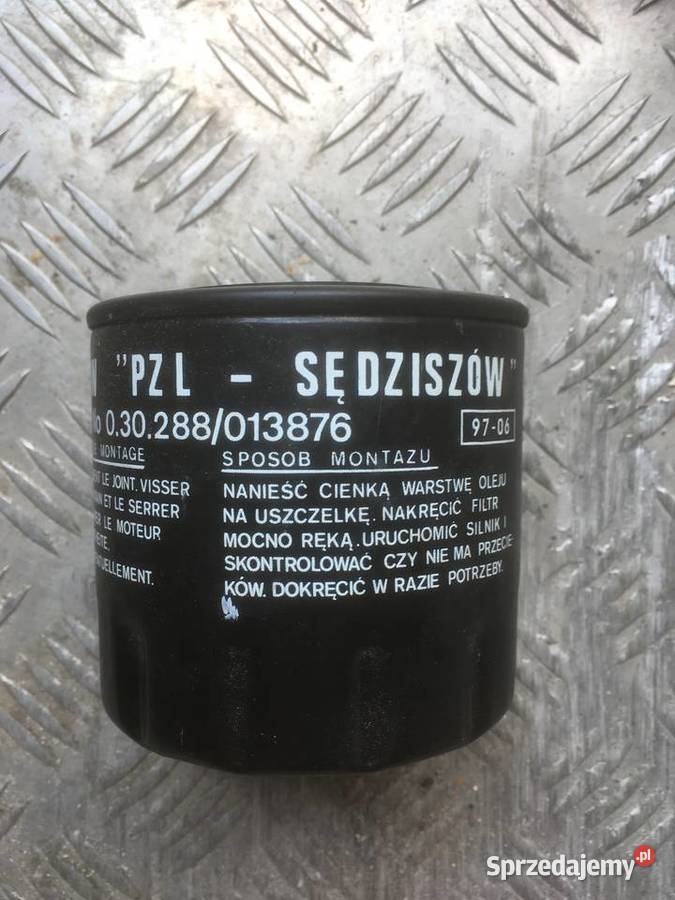 W "PZL - SĘDZISZÓW"
0.30.288/013876
97-06
MONTAGE
LE JOINT. VISSER
ET LE SERRER
LE MOTEUR
SPOSOB MONTAZU
NANIEŚĆ CIENKĄ WARSTWĘ OLEJU
NA USZCZELKĘ. NAKRĘCIĆ FILTR
MOCNO RĘKĄ. URUCHOMIĆ SILNIK I
SKONTROLOWAĆ CZY NIE MA PRZECIE-
KÓW. DOKRĘCIĆ W RAZIE POTRZEBY.
Sprzedajemy.pl